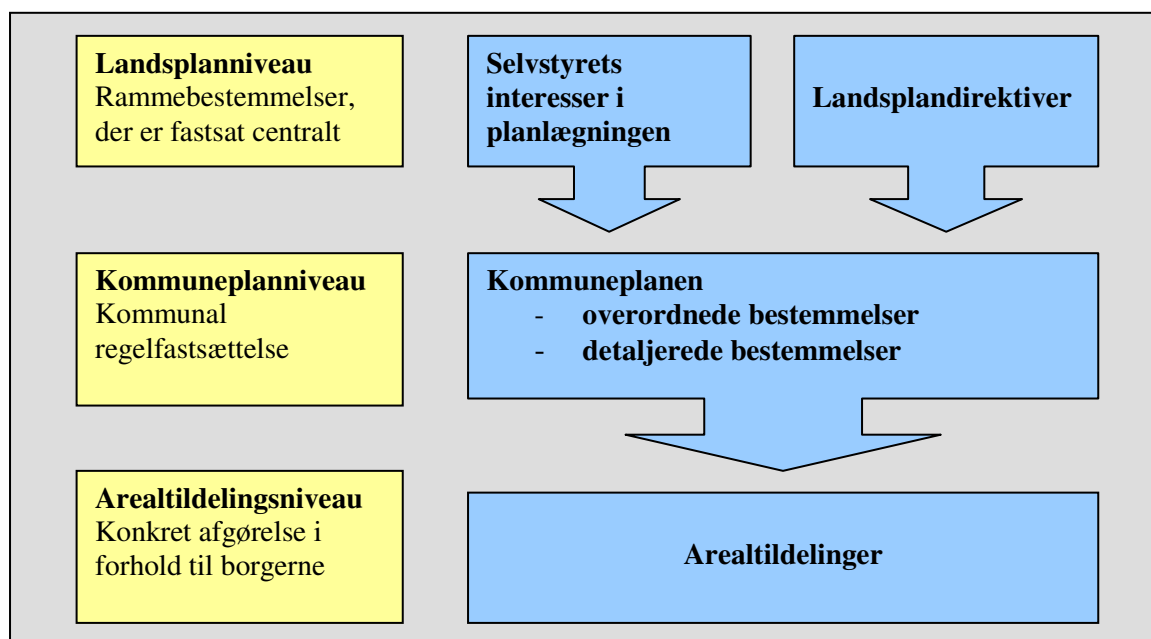 Landsplanniveau
Rammebestemmelser,
der er fastsat centralt
Selvstyrets
interesser i
planlægningen
Landsplandirektiver
Kommuneplanniveau
Kommunal
regelfastsættelse
Kommuneplanen
- overordnede bestemmelser
- detaljerede bestemmelser
Arealtildelingsniveau
Konkret afgørelse i
forhold til borgerne
Arealtildelinger